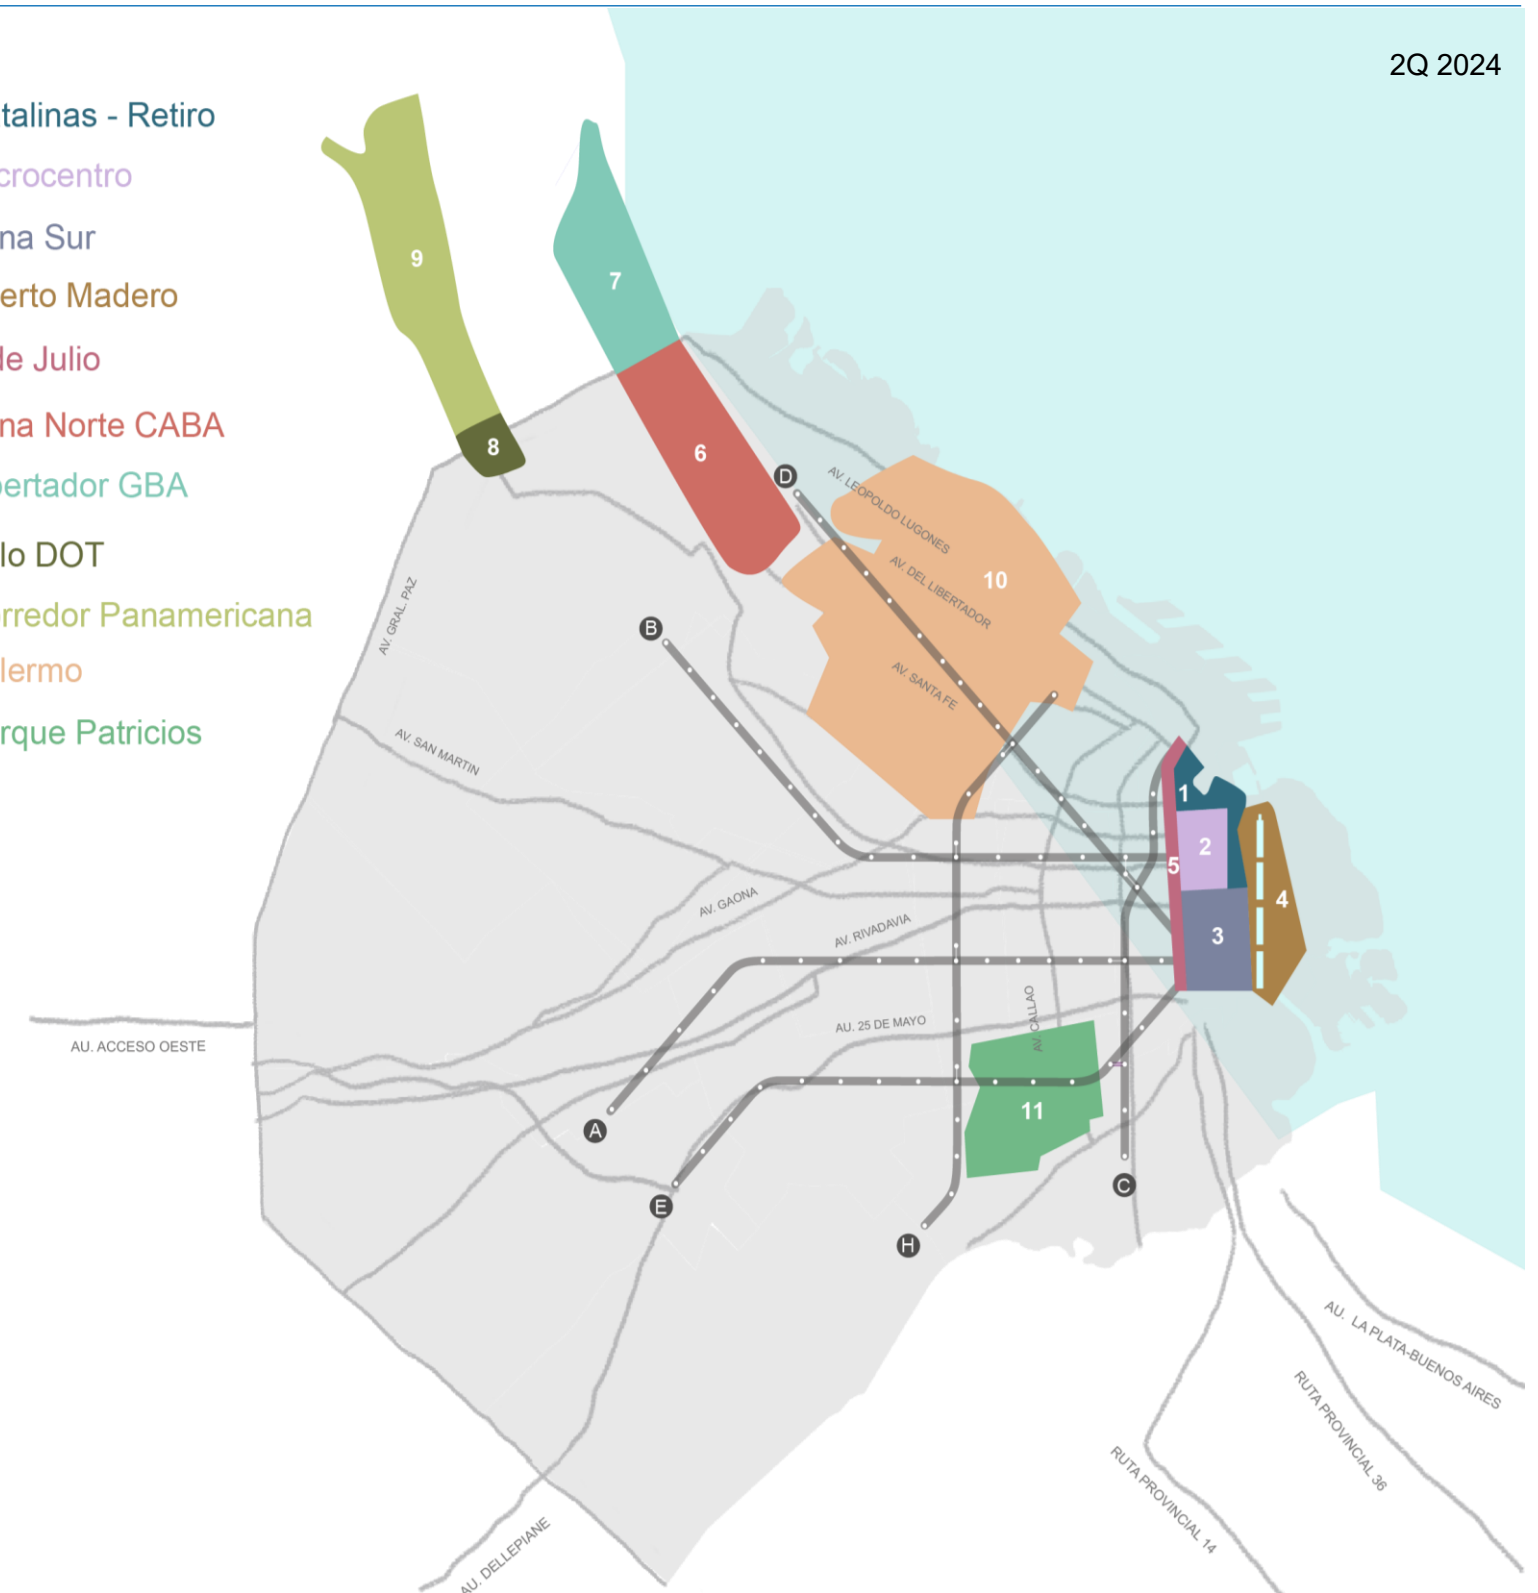 2Q 2024
talinas - Retiro
crocentro
na Sur
erto Madero
de Julio
na Norte CABA
pertador GBA
lo DOT
rredor Panamericana
lermo
rque Patricios
9
7
8
6
D
AV. LEOPOLDO LUGONES
10
AV. DEL LIBERTADOR
AV. GRAL. PAZ
B
AV. SANTA FE
AV. SAN MARTIN
1
2
5
4
AV. GAONA
AV. RIVADAVIA
3
AV. CALLAO
AU. 25 DE MAYO
AU. ACCESO OESTE
11
A
C
E
H
AU. LA PLATA-BUENOS AIRES
RUTA PROVINCIAL 36
RUTA PROVINCIAL 14
AU. DELLEPIANE